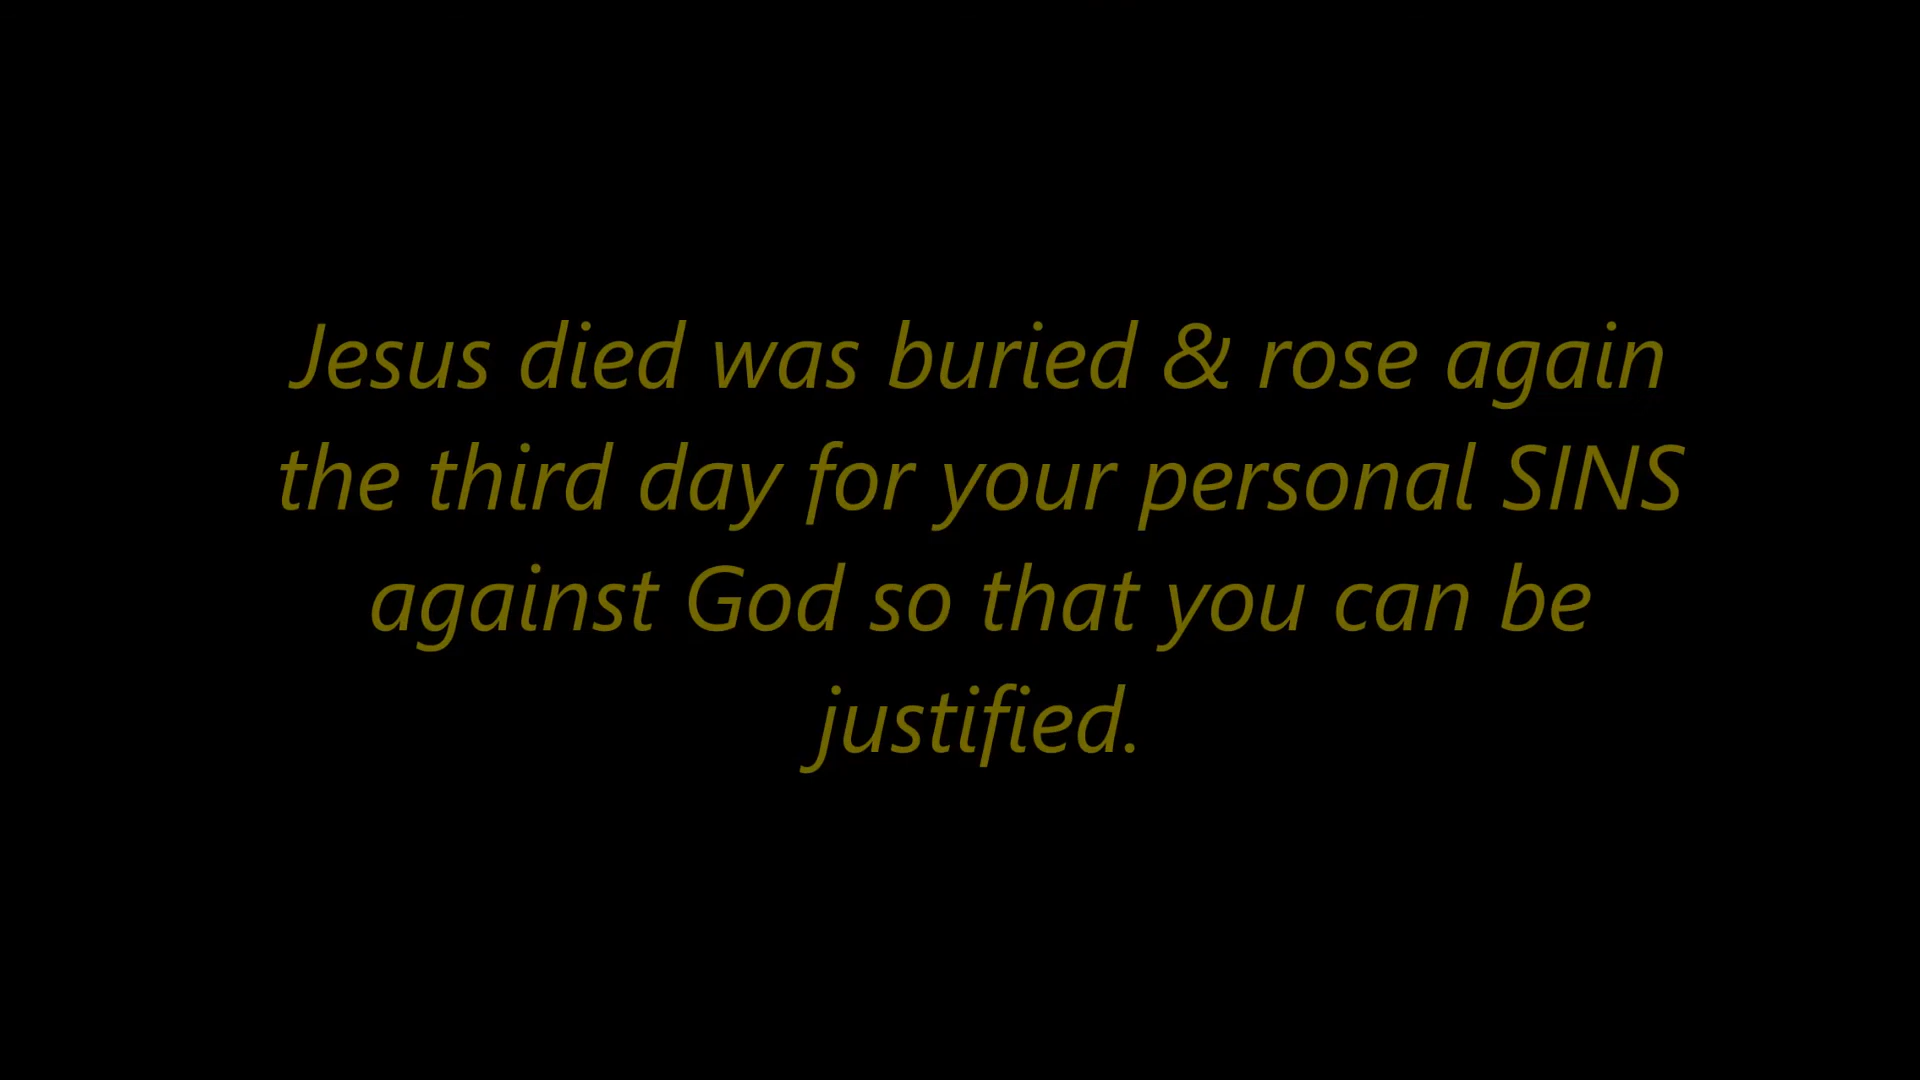 Jesus died was buried & rose again
the third day for your personal SINS
against God so that you can be
justified.